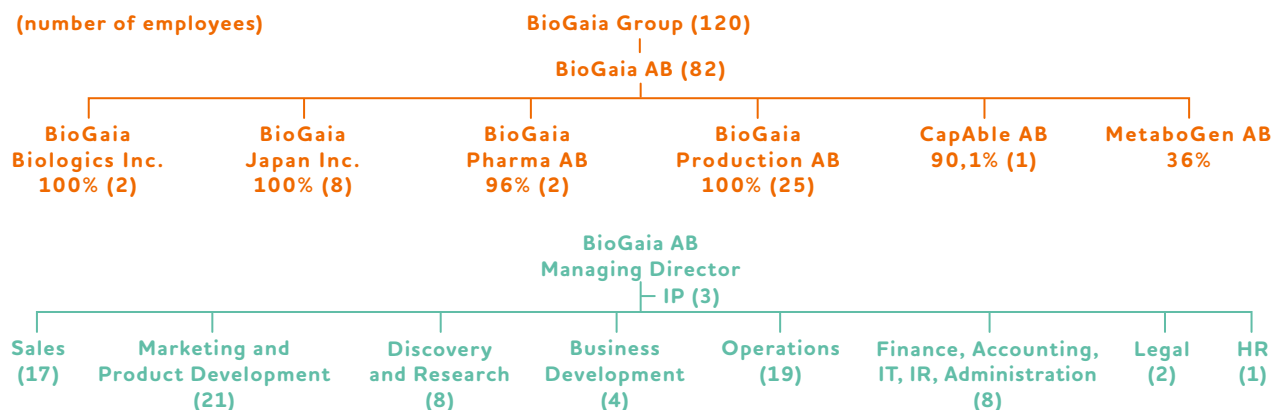 (number of employees)
BioGaia Group (120)
BioGaia AB (82)
BioGaia
Biologics Inc.
100% (2)
BioGaia
Japan Inc.
100% (8)
BioGaia
Pharma AB
96% (2)
BioGaia
Production AB
100% (25)
CapAble AB
90,1% (1)
MetaboGen AB
36%
BioGaia AB
Managing Director
IP (3)
Sales
(17)
Marketing and
Product Development
(21)
Discovery
and Research
(8)
Business
Development
(4)
Operations
(19)
Finance, Accounting,
IT, IR, Administration
(8)
Legal
(2)
HR
(1)